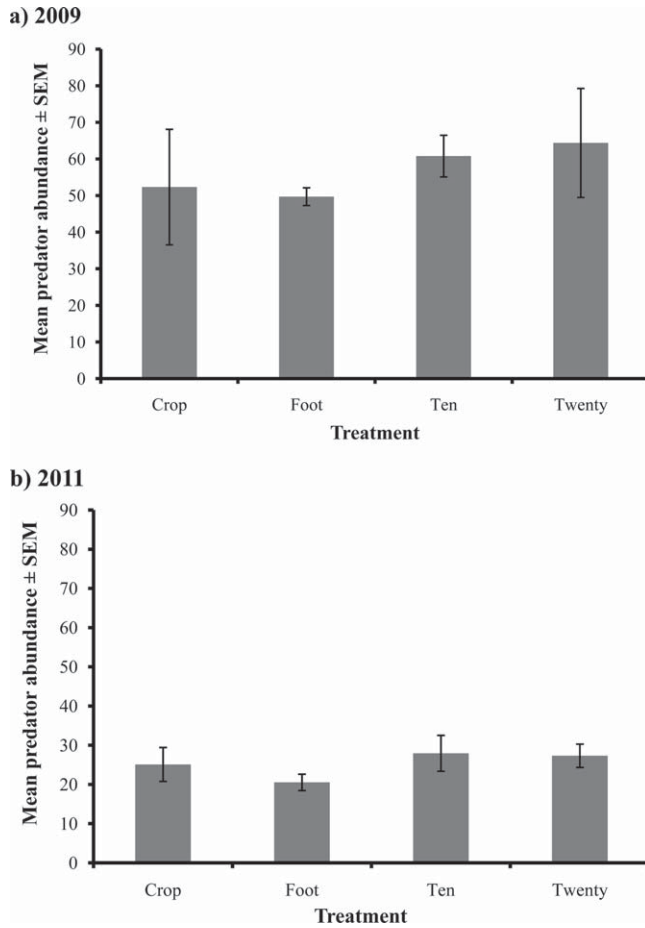 a) 2009
Mean predator abundance ± SEM
90
80
70
60
50
40
30
20
10
0
Crop Foot Ten Twenty
Treatment
b) 2011
Mean predator abundance ± SEM
90
80
70
60
50
40
30
20
10
0
Crop Foot Ten Twenty
Treatment